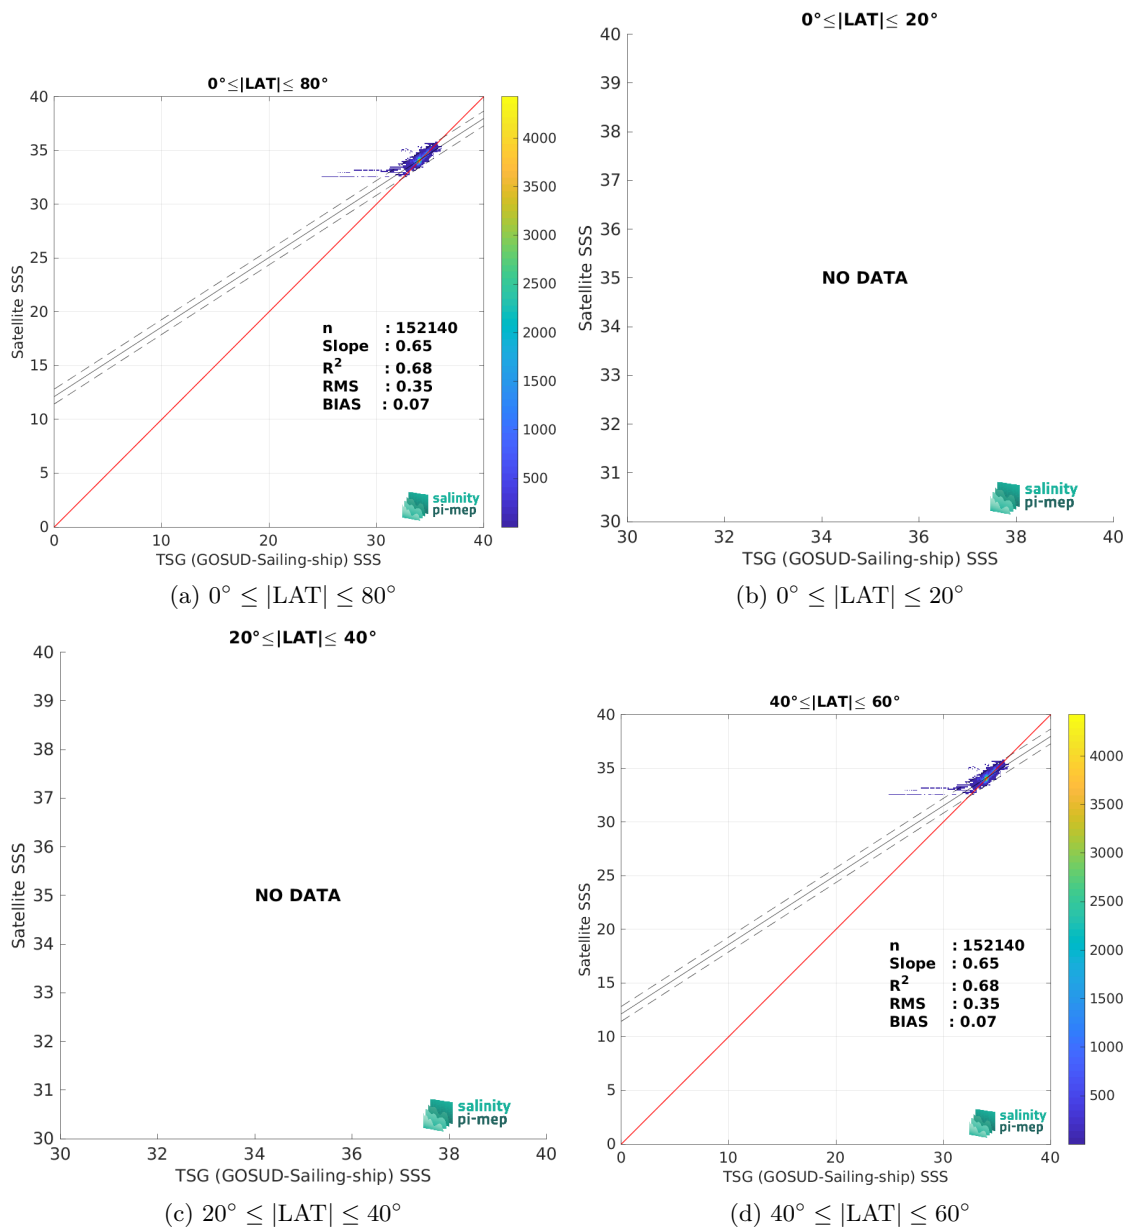 0°≤|LAT|≤ 80°
40
35
30
25
20
15
10
5
0
Satellite SSS
0
10
20
30
40
TSG (GOSUD-Sailing-ship) SSS
4000
3500
3000
2500
2000
1500
1000
500
n : 152140
Slope : 0.65
R² : 0.68
RMS : 0.35
BIAS : 0.07
salinity
pi-mep
(a) 0° ≤ |LAT| ≤ 80°
0°≤|LAT|≤ 20°
40
39
38
37
36
35
34
33
32
31
30
Satellite SSS
NO DATA
30
32
34
36
38
40
TSG (GOSUD-Sailing-ship) SSS
salinity
pi-mep
(b) 0° ≤ |LAT| ≤ 20°
20°≤|LAT|≤ 40°
40
39
38
37
36
35
34
33
32
31
30
Satellite SSS
NO DATA
30
32
34
36
38
40
TSG (GOSUD-Sailing-ship) SSS
salinity
pi-mep
(c) 20° ≤ |LAT| ≤ 40°
40°≤|LAT|≤ 60°
40
35
30
25
20
15
10
5
0
Satellite SSS
0
10
20
30
40
TSG (GOSUD-Sailing-ship) SSS
4000
3500
3000
2500
2000
1500
1000
500
n : 152140
Slope : 0.65
R² : 0.68
RMS : 0.35
BIAS : 0.07
salinity
pi-mep
(d) 40° ≤ |LAT| ≤ 60°